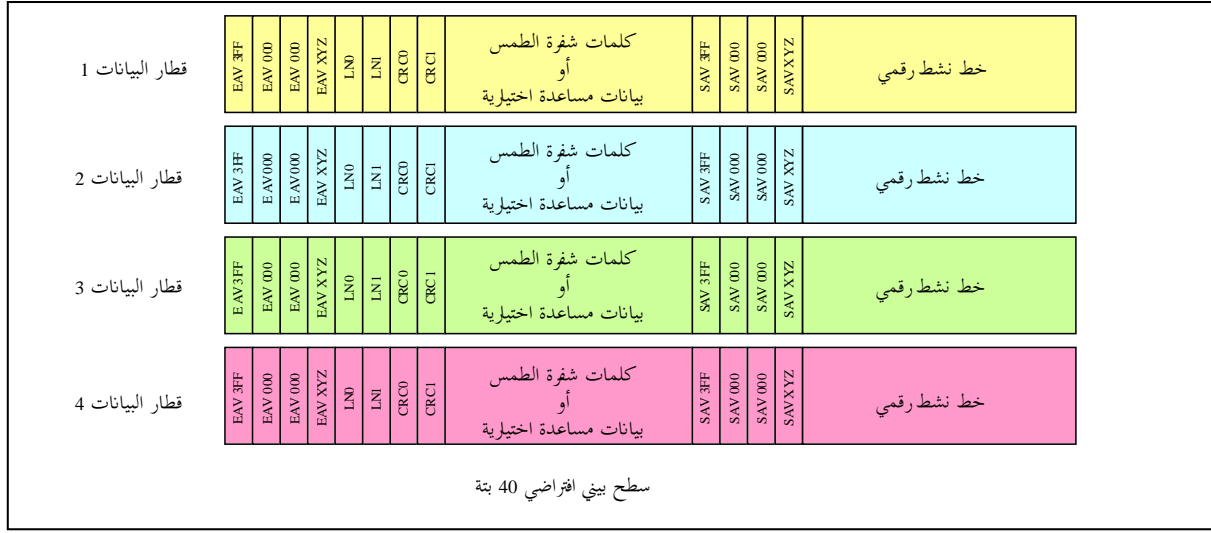 قطار البيانات 1
EAV 3FF
EAV 000
EAV 000
EAV XYZ
LN0
LN1
CRC0
CRC1
كلمات شفرة الطمس
أو
بيانات مساعدة اختيارية
SAV 3FF
SAV 000
SAV 000
SAV XYZ
خط نشط رقمي
قطار البيانات 2
EAV 3FF
EAV 000
EAV 000
EAV XYZ
LN0
LN1
CRC0
CRC1
كلمات شفرة الطمس
أو
بيانات مساعدة اختيارية
SAV 3FF
SAV 000
SAV 000
SAV XYZ
خط نشط رقمي
قطار البيانات 3
EAV 3FF
EAV 000
EAV 000
EAV XYZ
LN0
LN1
CRC0
CRC1
كلمات شفرة الطمس
أو
بيانات مساعدة اختيارية
SAV 3FF
SAV 000
SAV 000
SAV XYZ
خط نشط رقمي
قطار البيانات 4
EAV 3FF
EAV 000
EAV 000
EAV XYZ
LN0
LN1
CRC0
CRC1
كلمات شفرة الطمس
أو
بيانات مساعدة اختيارية
SAV 3FF
SAV 000
SAV 000
SAV XYZ
خط نشط رقمي
سطح بيني افتراضي 40 بتة